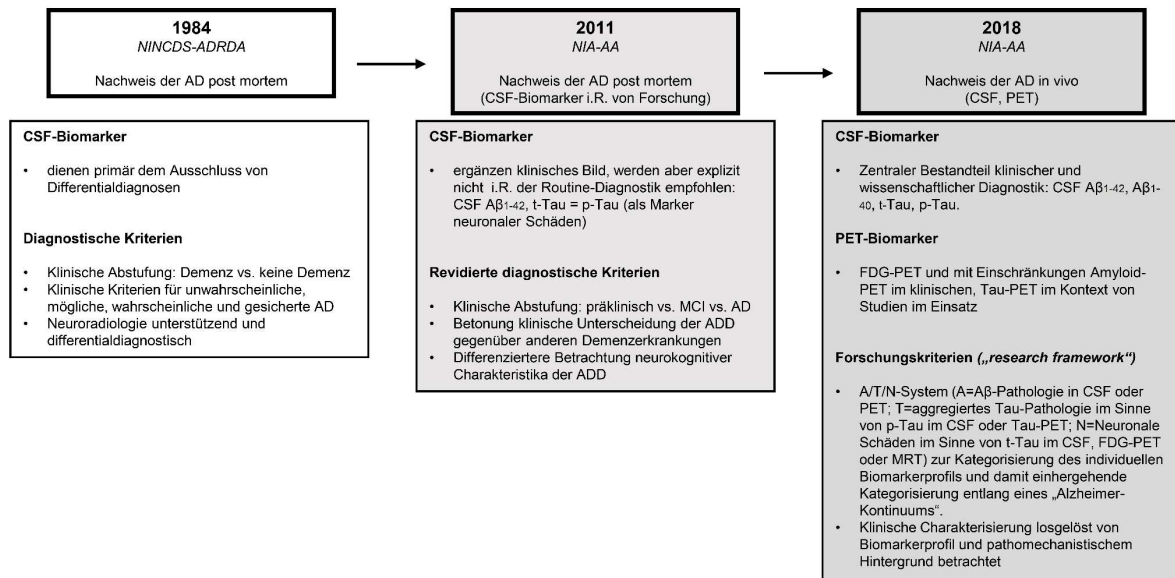 1984
NINCDS-ADRDA
Nachweis der AD post mortem
CSF-Biomarker
• dienen primär dem Ausschluss von
Differentialdiagnosen
Diagnostische Kriterien
• Klinische Abstufung: Demenz vs. keine Demenz
• Klinische Kriterien für unwahrscheinliche,
mögliche, wahrscheinliche und gesicherte AD
• Neuroradiologie unterstützend und
differentialdiagnostisch
2011
NIA-AA
Nachweis der AD post mortem
(CSF-Biomarker i.R. von Forschung)
CSF-Biomarker
• ergänzen klinisches Bild, werden aber explizit
nicht i.R. der Routine-Diagnostik empfohlen:
CSF Aβ1-42, t-Tau = p-Tau (als Marker
neuronaler Schäden)
Revidierte diagnostische Kriterien
• Klinische Abstufung: präklinisch vs. MCI vs. AD
• Betonung klinische Unterscheidung der ADD
gegenüber anderen Demenzerkrankungen
• Differenziertere Betrachtung neurokognitiver
Charakteristika der ADD
2018
NIA-AA
Nachweis der AD in vivo
(CSF, PET)
CSF-Biomarker
• Zentraler Bestandteil klinischer und
wissenschaftlicher Diagnostik: CSF Aβ1-42, Aβ1-
40, t-Tau, p-Tau.
PET-Biomarker
• FDG-PET und mit Einschränkungen Amyloid-
PET im klinischen, Tau-PET im Kontext von
Studien im Einsatz
Forschungskriterien („research framework“)
• A/T/N-System (A=Aβ-Pathologie in CSF oder
PET; T=aggregiertes Tau-Pathologie im Sinne
von p-Tau im CSF oder Tau-PET; N=Neuronale
Schäden im Sinne von t-Tau im CSF, FDG-PET
oder MRT) zur Kategorisierung des individuellen
Biomarkerprofils und damit einhergehende
Kategorisierung entlang eines „Alzheimer-
Kontinuums“.
• Klinische Charakterisierung losgelöst von
Biomarkerprofil und pathomechanistischem
Hintergrund betrachtet